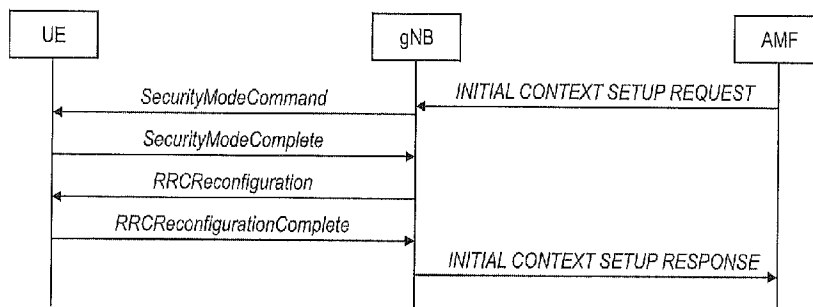 UE
gNB
AMF
SecurityModeCommand
INITIAL CONTEXT SETUP REQUEST
SecurityModeComplete
RRCReconfiguration
RRCReconfigurationComplete
INITIAL CONTEXT SETUP RESPONSE